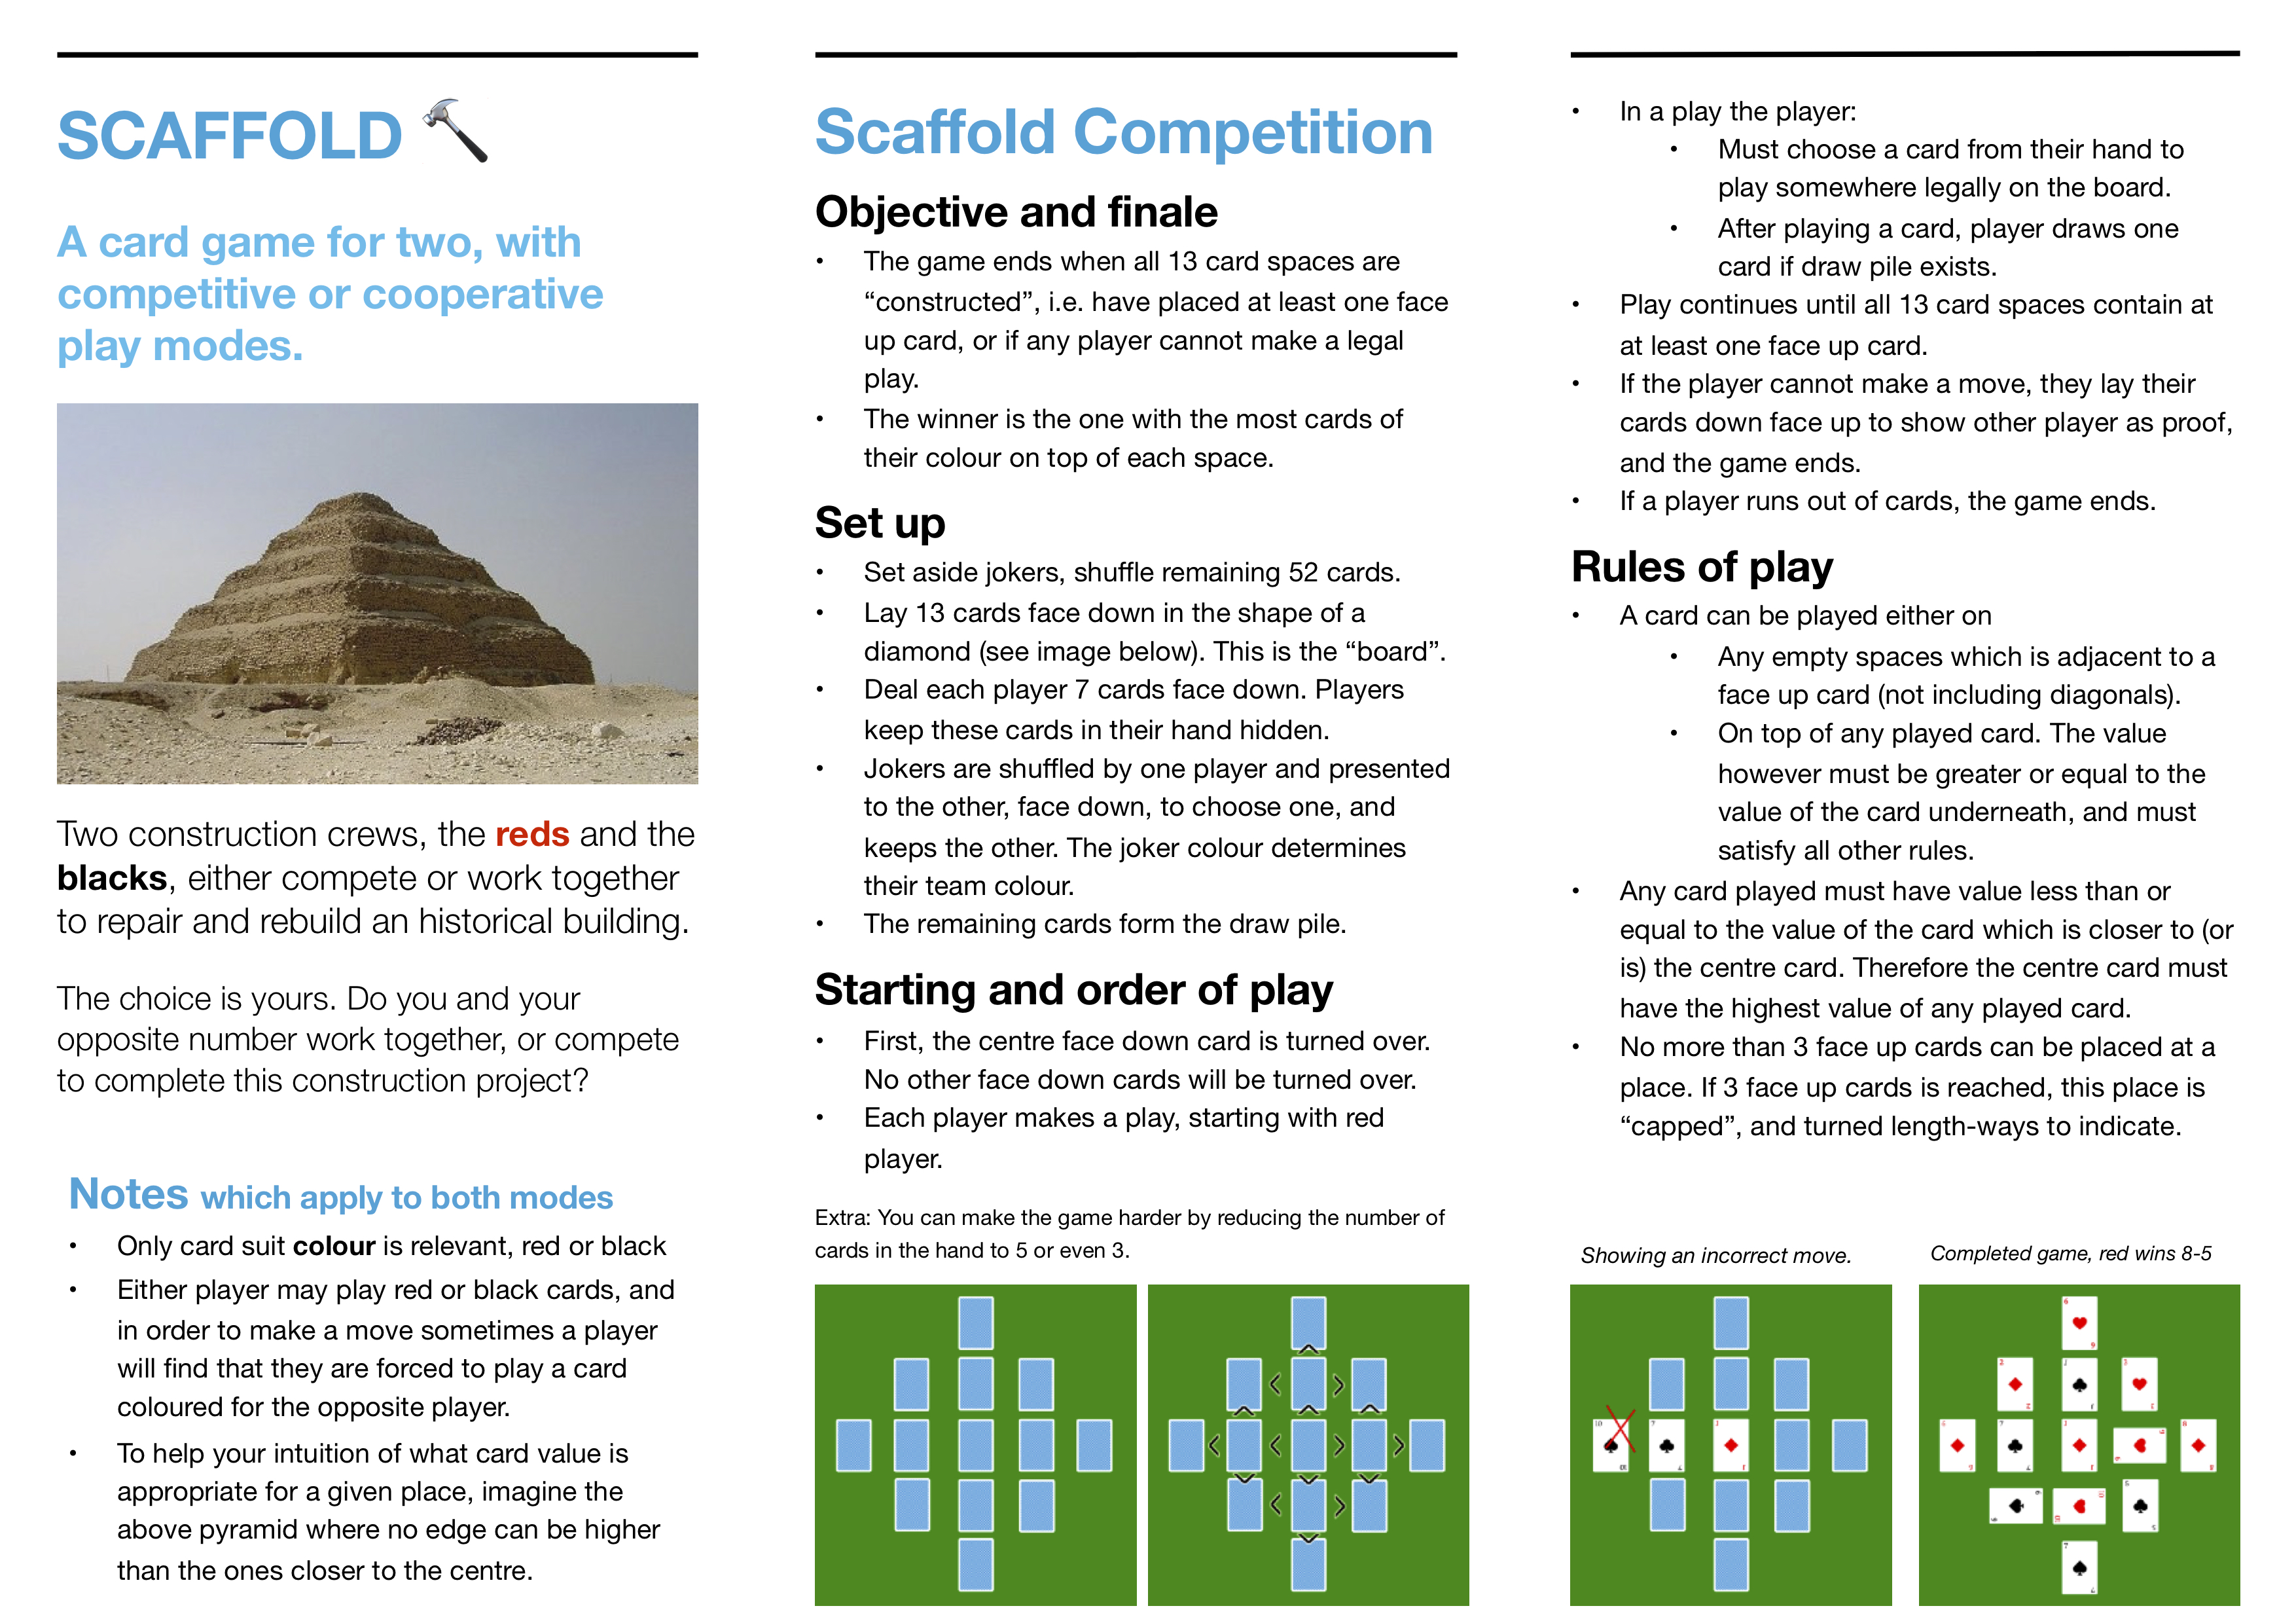 SCAFFOLD
A card game for two, with
competitive or cooperative
play modes.
Two construction crews, the reds and the
blacks, either compete or work together
to repair and rebuild an historical building.
The choice is yours. Do you and your
opposite number work together, or compete
to complete this construction project?
Notes which apply to both modes
• Only card suit colour is relevant, red or black
• Either player may play red or black cards, and
in order to make a move sometimes a player
will find that they are forced to play a card
coloured for the opposite player.
• To help your intuition of what card value is
appropriate for a given place, imagine the
above pyramid where no edge can be higher
than the ones closer to the centre.
Scaffold Competition
Objective and finale
• The game ends when all 13 card spaces are
“constructed”, i.e. have placed at least one face
up card, or if any player cannot make a legal
play.
• The winner is the one with the most cards of
their colour on top of each space.
Set up
• Set aside jokers, shuffle remaining 52 cards.
• Lay 13 cards face down in the shape of a
diamond (see image below). This is the “board”.
• Deal each player 7 cards face down. Players
keep these cards in their hand hidden.
• Jokers are shuffled by one player and presented
to the other, face down, to choose one, and
keeps the other. The joker colour determines
their team colour.
• The remaining cards form the draw pile.
Starting and order of play
• First, the centre face down card is turned over.
No other face down cards will be turned over.
• Each player makes a play, starting with red
player.
Extra: You can make the game harder by reducing the number of
cards in the hand to 5 or even 3.
• In a play the player:
• Must choose a card from their hand to
play somewhere legally on the board.
• After playing a card, player draws one
card if draw pile exists.
• Play continues until all 13 card spaces contain at
at least one face up card.
• If the player cannot make a move, they lay their
cards down face up to show other player as proof,
and the game ends.
• If a player runs out of cards, the game ends.
Rules of play
• A card can be played either on
• Any empty spaces which is adjacent to a
face up card (not including diagonals).
• On top of any played card. The value
however must be greater or equal to the
value of the card underneath, and must
satisfy all other rules.
• Any card played must have value less than or
equal to the value of the card which is closer to (or
is) the centre card. Therefore the centre card must
have the highest value of any played card.
• No more than 3 face up cards can be placed at a
place. If 3 face up cards is reached, this place is
“capped”, and turned length-ways to indicate.
Showing an incorrect move.
Completed game, red wins 8-5